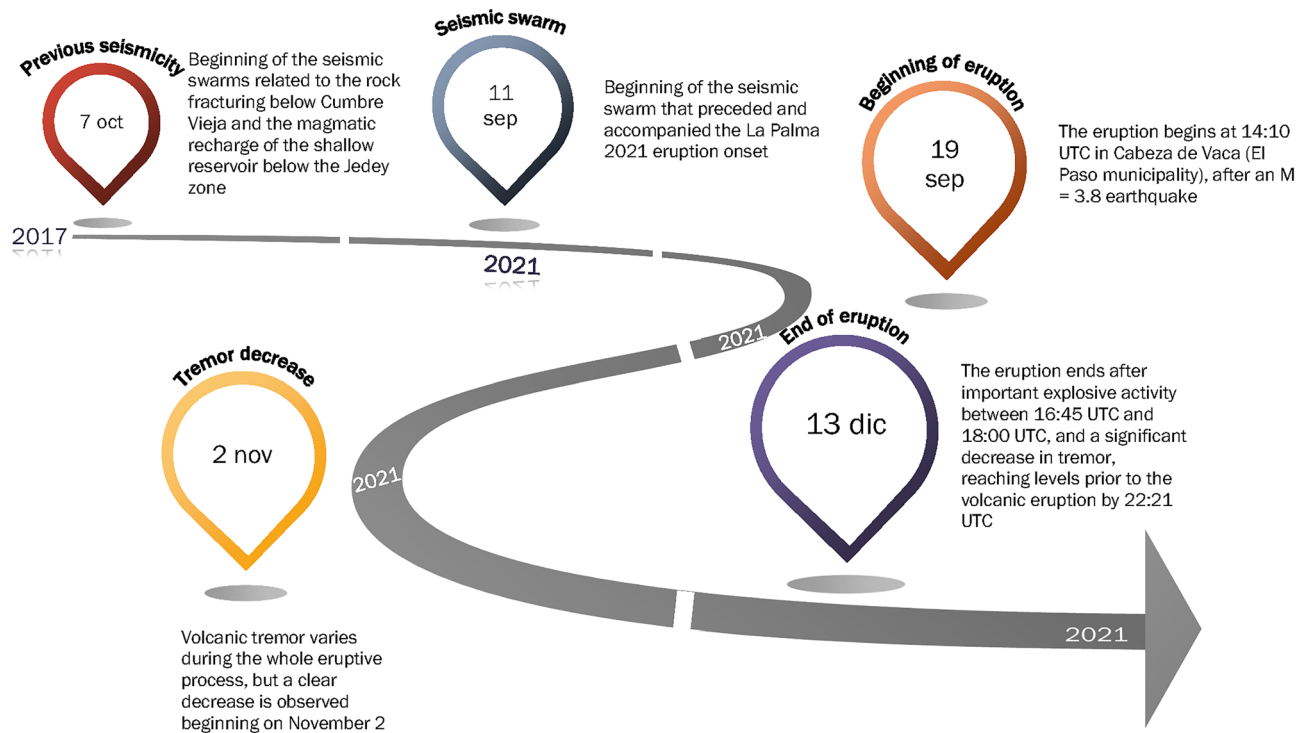 Previous seismicity
7 oct
Beginning of the seismic
swarms related to the rock
fracturing below Cumbre
Vieja and the magmatic
recharge of the shallow
reservoir below the Jedey
zone
Seismic swarm
11
sep
Beginning of the seismic
swarm that preceded and
accompanied the La Palma
2021 eruption onset
Beginning of eruption
19
sep
The eruption begins at 14:10
UTC in Cabeza de Vaca (El
Paso municipality), after an M
= 3.8 earthquake
2017
2021
2021
End of eruption
13 dic
The eruption ends after
important explosive activity
between 16:45 UTC and
18:00 UTC, and a significant
decrease in tremor,
reaching levels prior to the
volcanic eruption by 22:21
UTC
Tremor decrease
2 nov
2021
Volcanic tremor varies
during the whole eruptive
process, but a clear
decrease is observed
beginning on November 2
2021